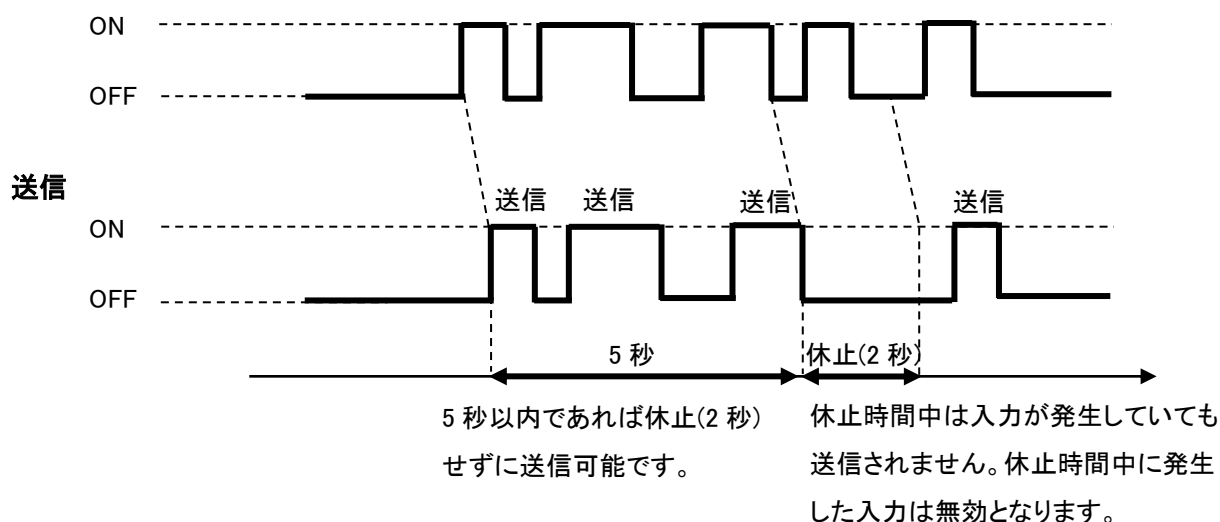 ON
OFF
送信
送信 送信 送信 送信
ON
OFF
5 秒 休止(2 秒)
5 秒以内であれば休止(2 秒)
せずに送信可能です。
休止時間中は入力が発生していても
送信されません。休止時間中に発生
した入力は無効となります。